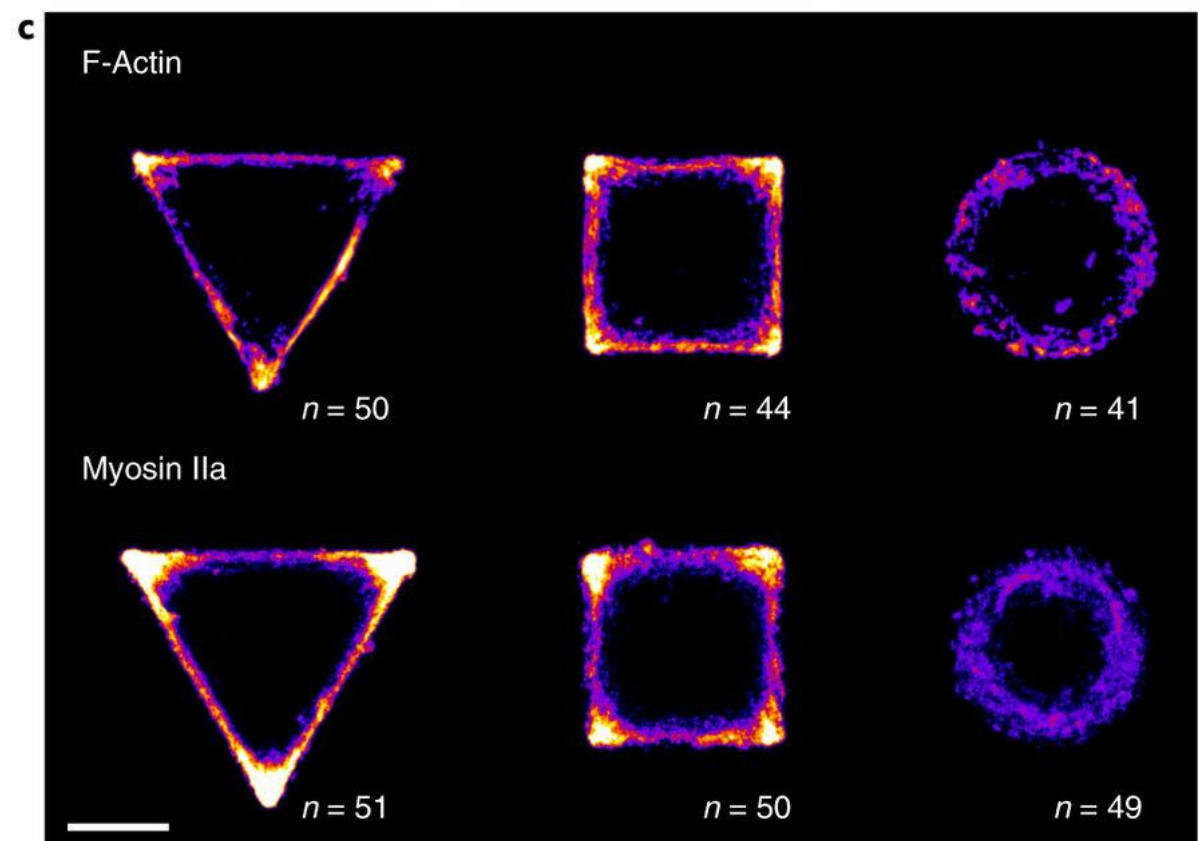 c
F-Actin
n = 50
n = 44
n = 41
Myosin IIa
n = 51
n = 50
n = 49